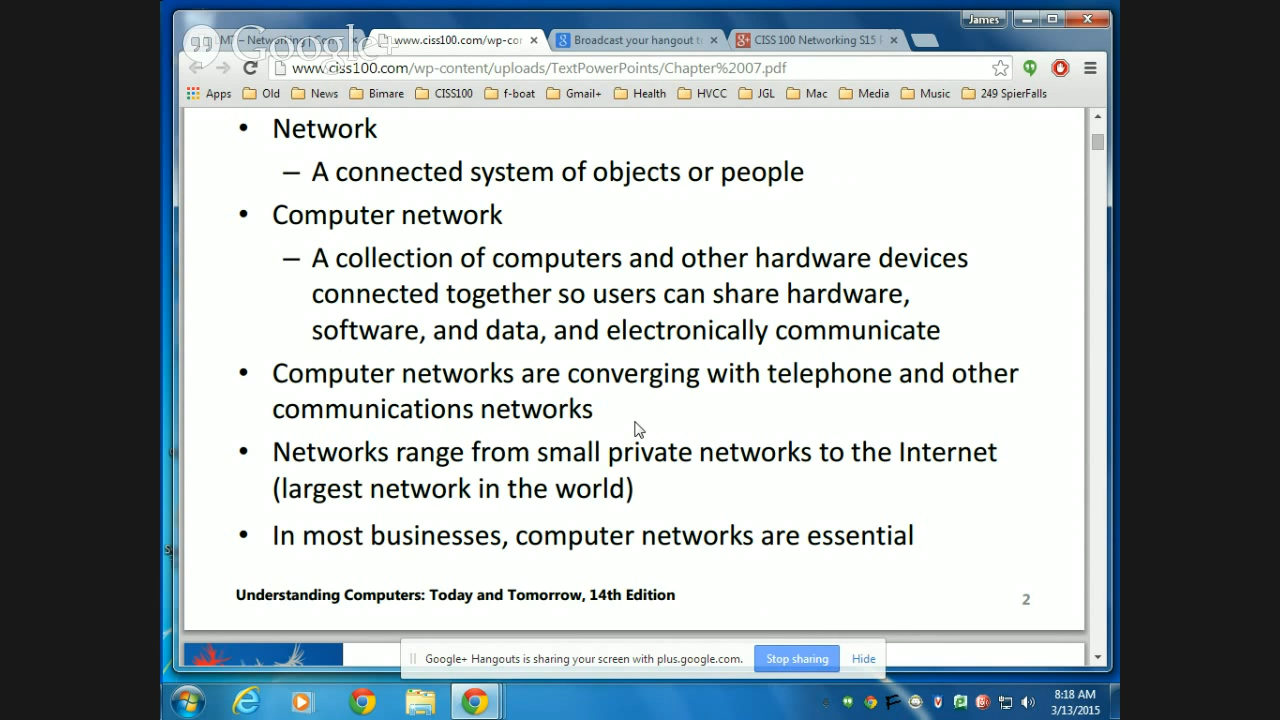 James
Google+
www.ciss100.com/wp-co
Broadcast your hangout t
CISS 100 Networking S15
www.ciss100.com/wp-content/uploads/TextPowerPoints/Chapter%2007.pdf
Apps Old News Bimare CISS100 f-boat Gmail+ Health HVCC JGL Mac Media Music 249 SpierFalls
• Network
– A connected system of objects or people
• Computer network
– A collection of computers and other hardware devices
connected together so users can share hardware,
software, and data, and electronically communicate
• Computer networks are converging with telephone and other
communications networks
• Networks range from small private networks to the Internet
(largest network in the world)
• In most businesses, computer networks are essential
Understanding Computers: Today and Tomorrow, 14th Edition
2
Google+ Hangouts is sharing your screen with plus.google.com. Stop sharing Hide
8:18 AM
3/13/2015